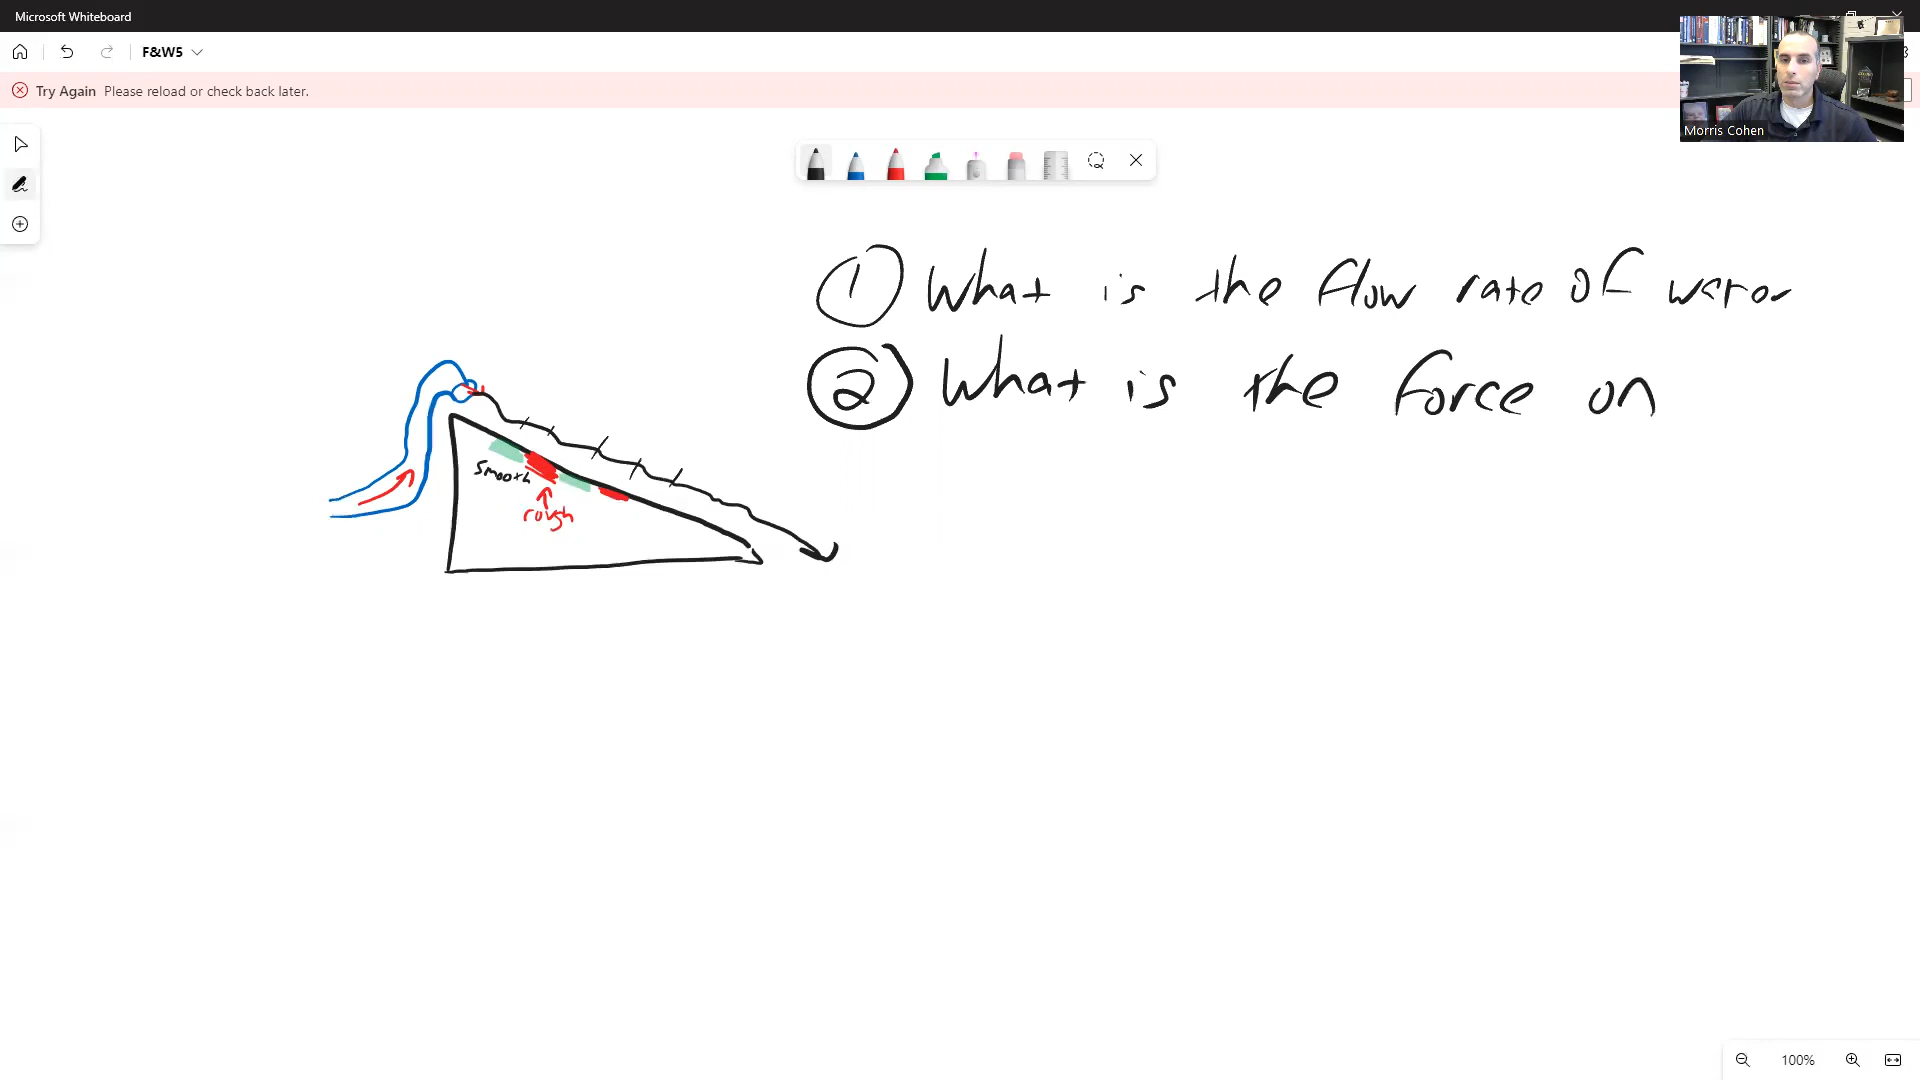 Microsoft Whiteboard
F&W5
Try Again Please reload or check back later.
Morris Cohen
① What is the flow rate of water
② What is the force on
smooth
rough
100%